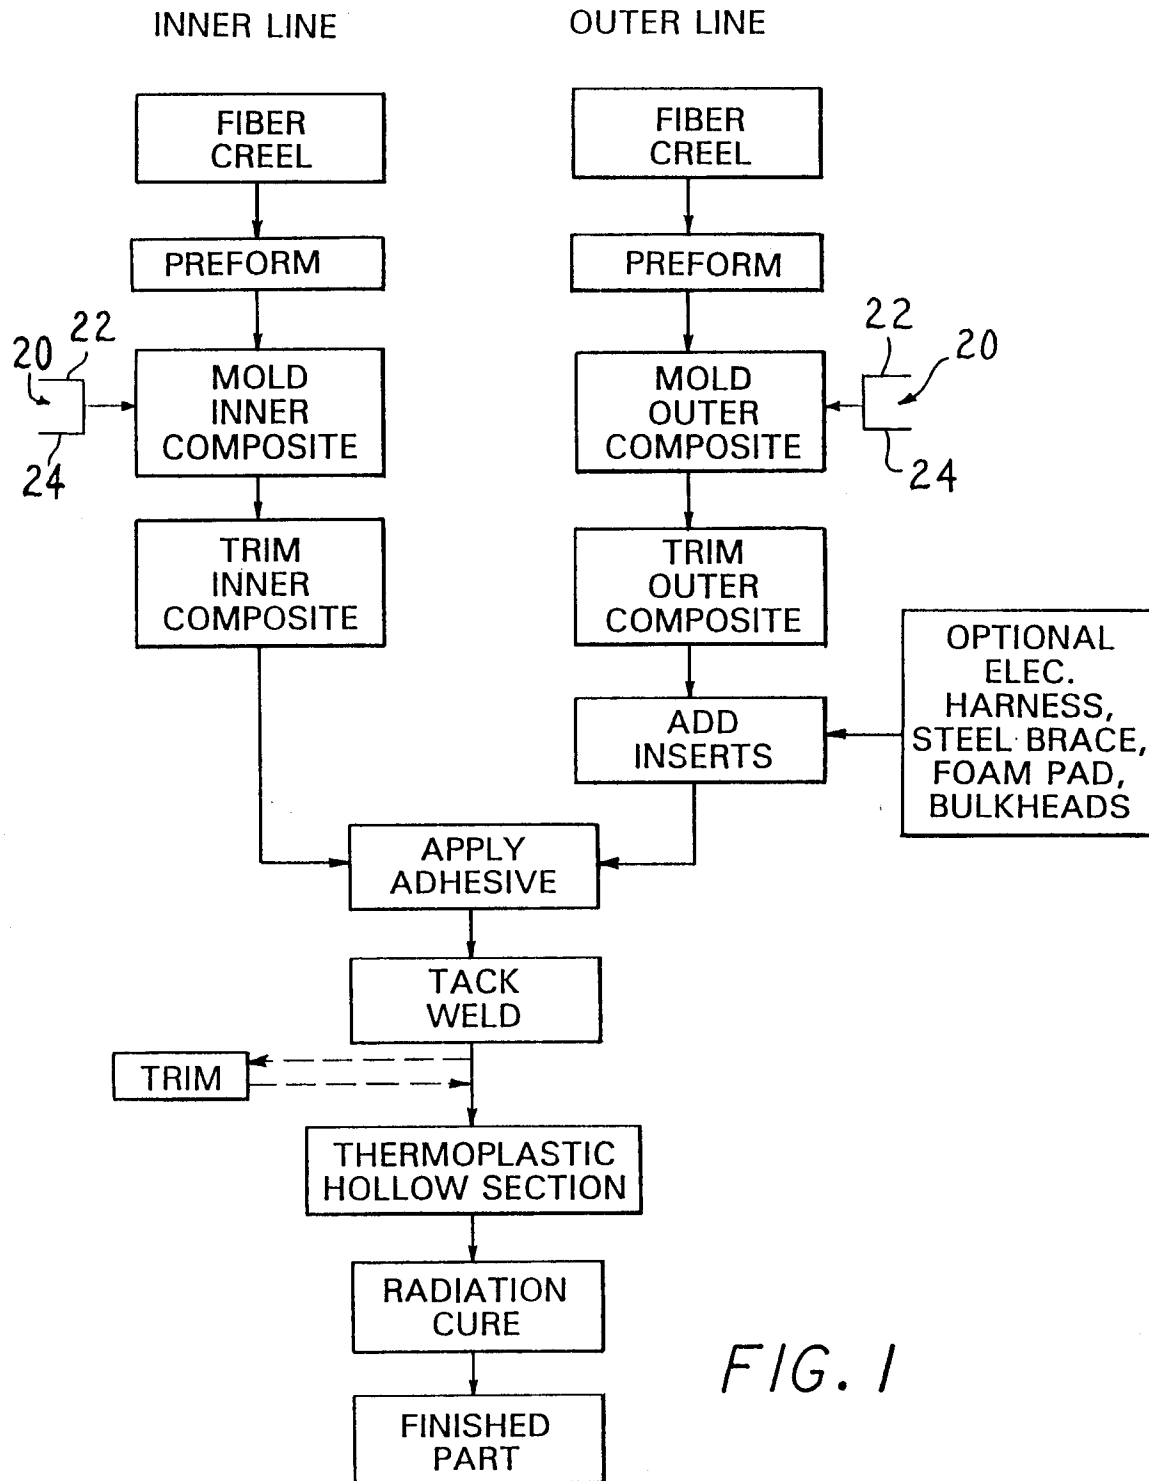 INNER LINE
OUTER LINE
FIBER
CREEL
PREFORM
20
22
24
MOLD
INNER
COMPOSITE
TRIM
INNER
COMPOSITE
FIBER
CREEL
PREFORM
MOLD
OUTER
COMPOSITE
22
20
24
TRIM
OUTER
COMPOSITE
ADD
INSERTS
OPTIONAL
ELEC.
HARNESS,
STEEL BRACE,
FOAM PAD,
BULKHEADS
APPLY
ADHESIVE
TACK
WELD
TRIM
THERMOPLASTIC
HOLLOW SECTION
RADIATION
CURE
FINISHED
PART
FIG. 1